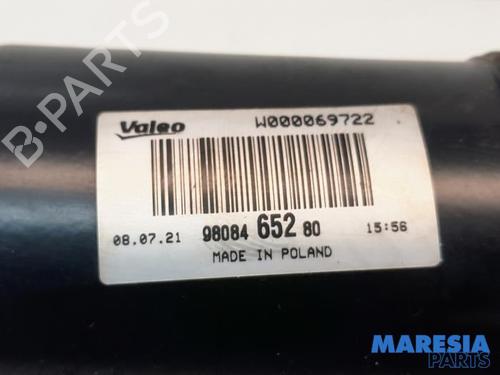 Valeo W000069722
08.07.21 98084 652 80 15:56
MADE IN POLAND
B-PARTS
MARESIA
PARTS